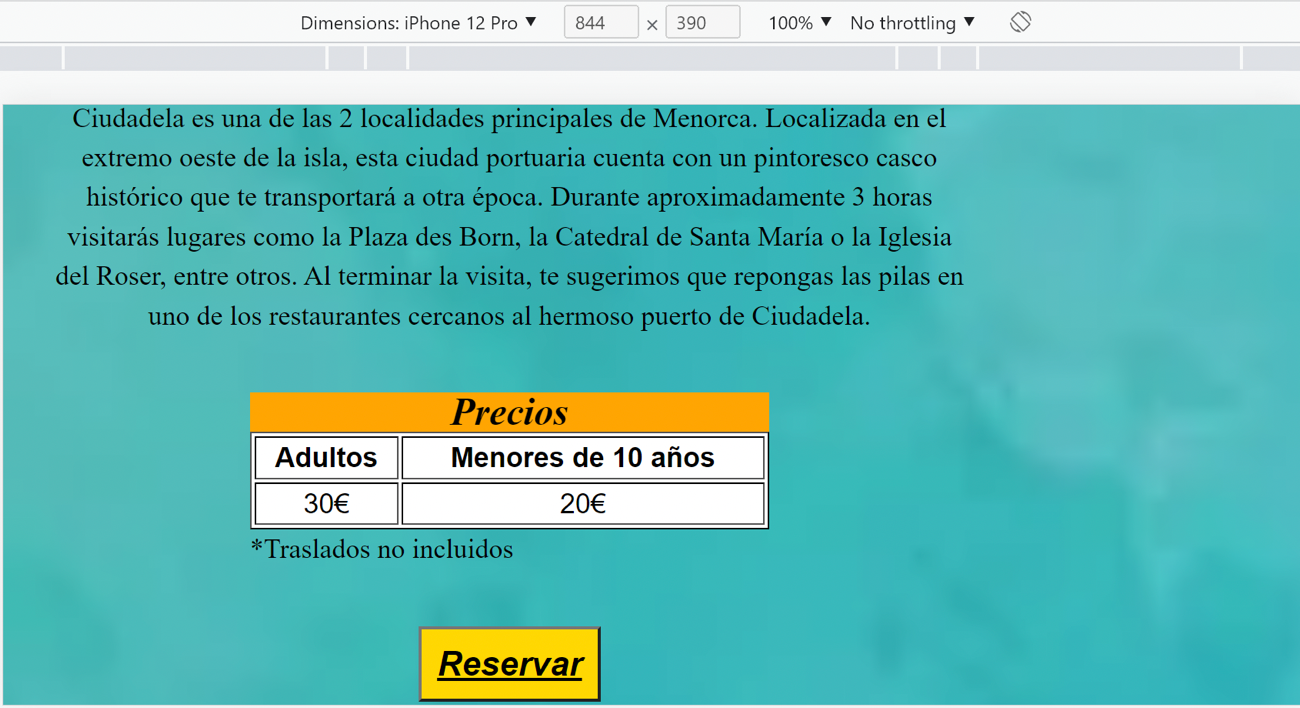 Dimensions: iPhone 12 Pro ▼ 844 x 390 100% ▼ No throttling ▼
Ciudadela es una de las 2 localidades principales de Menorca. Localizada en el
extremo oeste de la isla, esta ciudad portuaria cuenta con un pintoresco casco
histórico que te transportará a otra época. Durante aproximadamente 3 horas
visitarás lugares como la Plaza des Born, la Catedral de Santa María o la Iglesia
del Roser, entre otros. Al terminar la visita, te sugerimos que repongas las pilas en
uno de los restaurantes cercanos al hermoso puerto de Ciudadela.
Precios
Adultos Menores de 10 años
30€ 20€
*Traslados no incluidos
Reservar